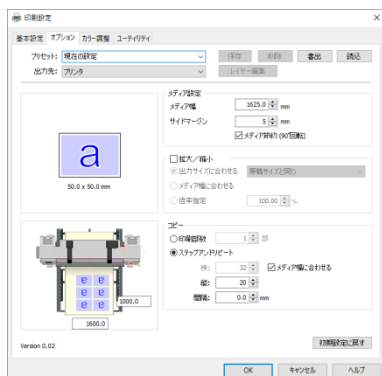 印刷設定
基本設定 オプション カラー調整 ユーティリティ
プリセット: 現在の設定 保存 削除 書出 読込
出力先: プリンタ レイヤー編集
メディア設定
メディア幅 1625.0 mm
サイドマージン 5 mm
メディア節約 (90°回転)
a
50.0 x 50.0 mm
拡大／縮小
出力サイズに合わせる 原稿サイズと同じ
メディア幅に合わせる
倍率指定 100.00 %
コピー
印刷回数 1 部
ステップアンドリピート
横: 32 メディア幅に合わせる
縦: 20
間隔: 0.0 mm
1000.0
1600.0
Version 0.02 初期設定に戻す
OK キャンセル ヘルプ